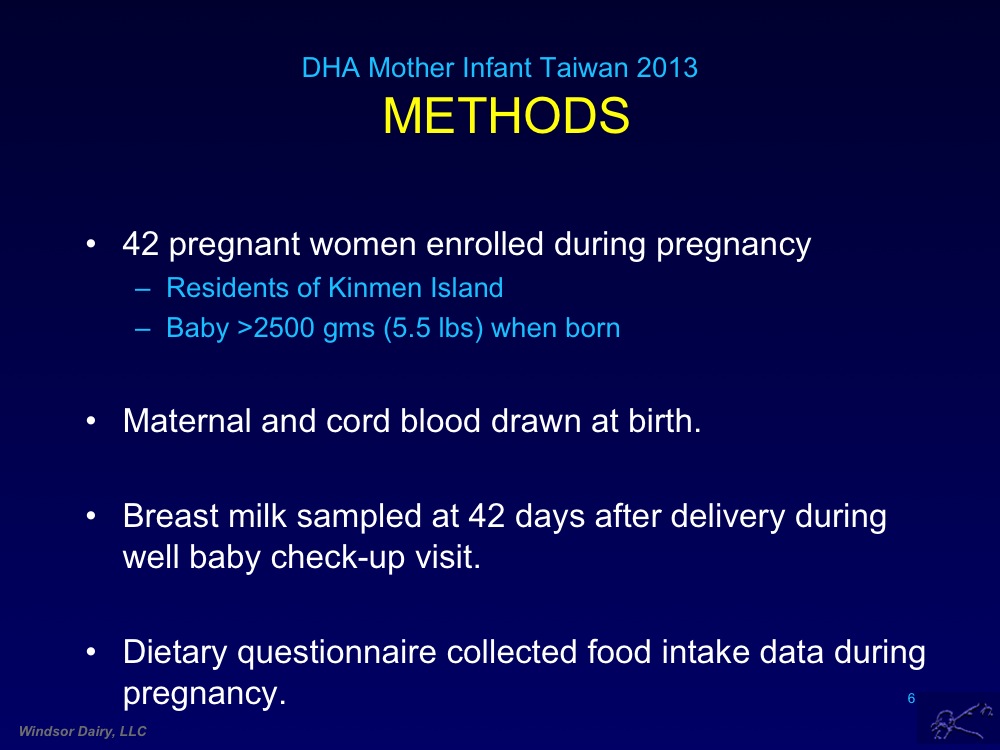 DHA Mother Infant Taiwan 2013
METHODS
• 42 pregnant women enrolled during pregnancy
– Residents of Kinmen Island
– Baby >2500 gms (5.5 lbs) when born
• Maternal and cord blood drawn at birth.
• Breast milk sampled at 42 days after delivery during
well baby check-up visit.
• Dietary questionnaire collected food intake data during
pregnancy.
6
Windsor Dairy, LLC